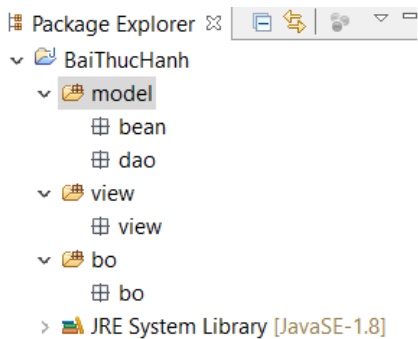 Package Explorer
BaiThucHanh
model
bean
dao
view
view
bo
bo
JRE System Library [JavaSE-1.8]